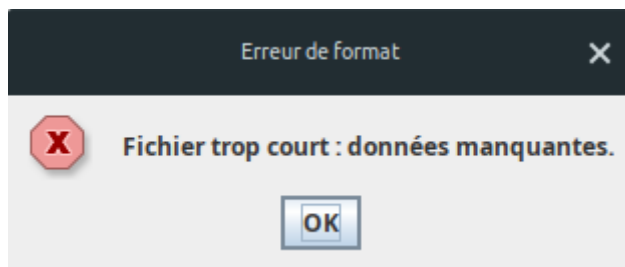 Erreur de format
Fichier trop court : données manquantes.
OK